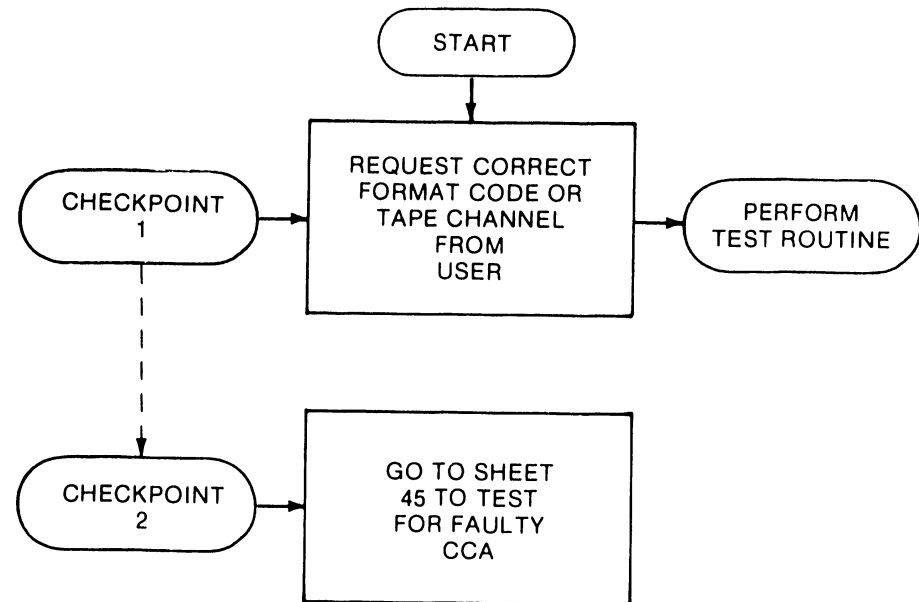 START
CHECKPOINT
1
REQUEST CORRECT
FORMAT CODE OR
TAPE CHANNEL
FROM
USER
PERFORM
TEST ROUTINE
CHECKPOINT
2
GO TO SHEET
45 TO TEST
FOR FAULTY
CCA